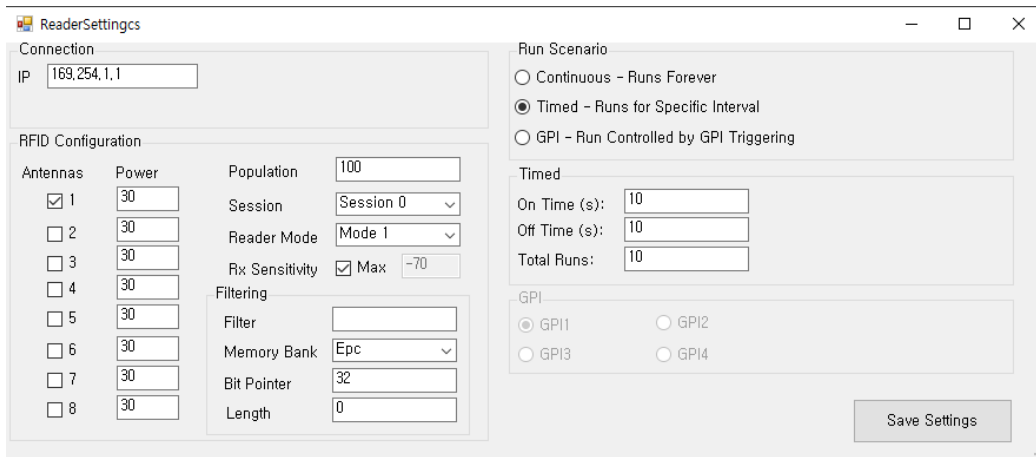 ReaderSettingcs
Connection
IP 169,254,1,1
RFID Configuration
Antennas Power
1 30
2 30
3 30
4 30
5 30
6 30
7 30
8 30
Population 100
Session Session 0
Reader Mode Mode 1
Rx Sensitivity Max -70
Filtering
Filter
Memory Bank Epc
Bit Pointer 32
Length 0
Run Scenario
Continuous - Runs Forever
Timed - Runs for Specific Interval
GPI - Run Controlled by GPI Triggering
Timed
On Time (s): 10
Off Time (s): 10
Total Runs: 10
GPI
GPI1 GPI2
GPI3 GPI4
Save Settings